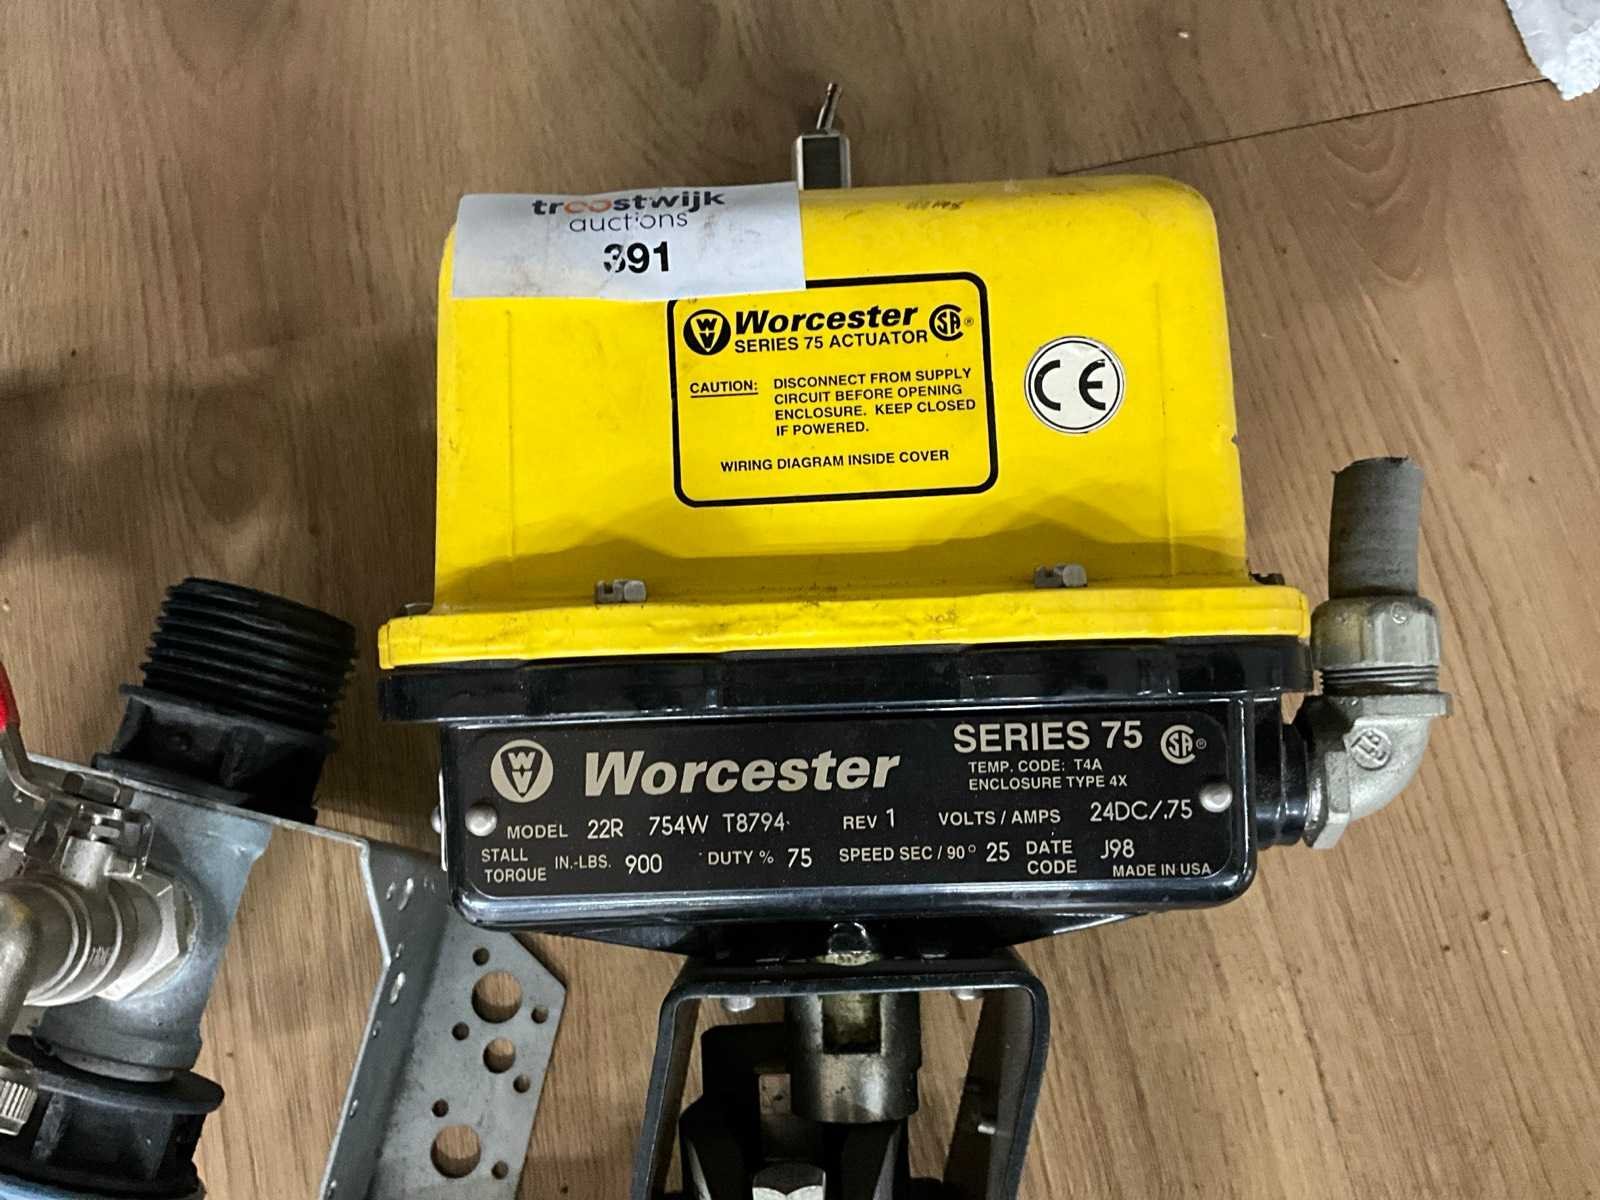 troostwijk
auctions
391
Worcester
SERIES 75 ACTUATOR
CAUTION: DISCONNECT FROM SUPPLY
CIRCUIT BEFORE OPENING
ENCLOSURE. KEEP CLOSED
IF POWERED.
WIRING DIAGRAM INSIDE COVER
CE
Worcester
SERIES 75
TEMP. CODE: T4A
ENCLOSURE TYPE 4X
MODEL 22R 754W T8794 REV 1 VOLTS / AMPS 24DC/.75
STALL TORQUE IN.-LBS. 900 DUTY % 75 SPEED SEC / 90° 25 DATE CODE J98
MADE IN USA